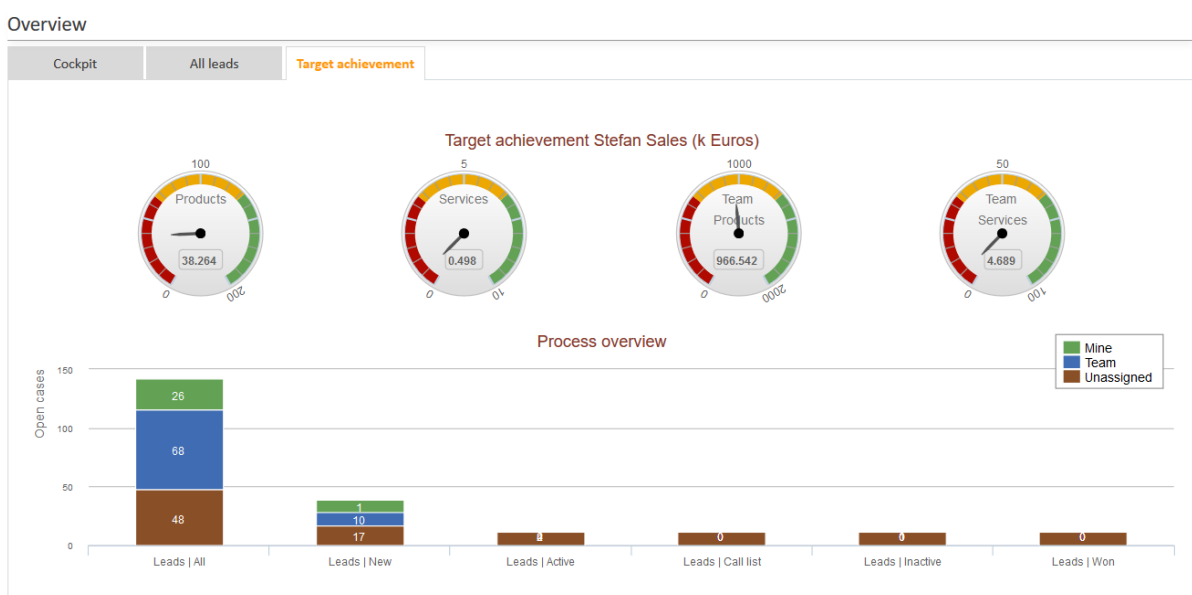 Overview
Cockpit
All leads
Target achievement
Target achievement Stefan Sales (k Euros)
100
Products
38.264
0
200
5
Services
0.498
0
10
1000
Team
Products
966.542
0
2000
50
Team
Services
4.689
0
100
Process overview
Mine
Team
Unassigned
Open cases
150
100
50
0
26
68
48
1
10
17
0
0
Leads | All
Leads | New
Leads | Active
Leads | Call list
Leads | Inactive
Leads | Won